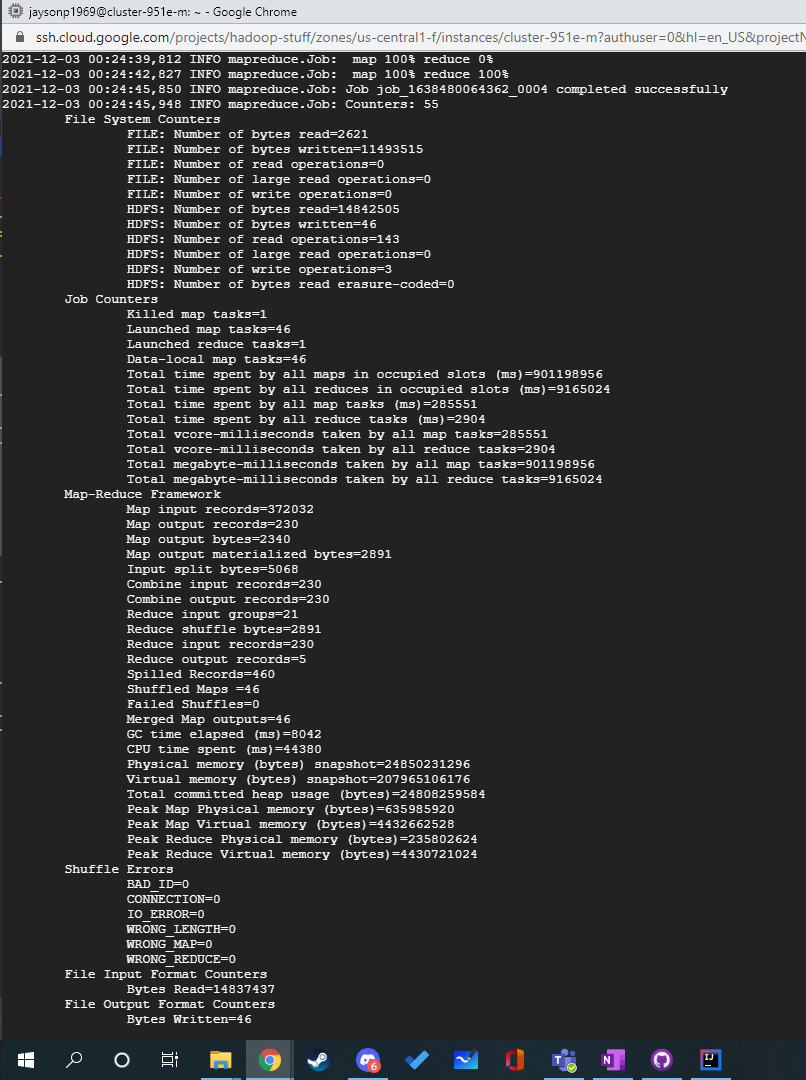 jaysonp1969@cluster-951e-m: ~ - Google Chrome
ssh.cloud.google.com/projects/hadoop-stuff/zones/us-central1-f/instances/cluster-951e-m?authuser=0&hl=en_US&projectN
2021-12-03 00:24:39,812 INFO mapreduce.Job:  map 100% reduce 0%
2021-12-03 00:24:42,827 INFO mapreduce.Job:  map 100% reduce 100%
2021-12-03 00:24:45,850 INFO mapreduce.Job: Job job_1638480064362_0004 completed successfully
2021-12-03 00:24:45,948 INFO mapreduce.Job: Counters: 55
File System Counters
FILE: Number of bytes read=2621
FILE: Number of bytes written=11493515
FILE: Number of read operations=0
FILE: Number of large read operations=0
FILE: Number of write operations=0
HDFS: Number of bytes read=14842505
HDFS: Number of bytes written=46
HDFS: Number of read operations=143
HDFS: Number of large read operations=0
HDFS: Number of write operations=3
HDFS: Number of bytes read erasure-coded=0
Job Counters
Killed map tasks=1
Launched map tasks=46
Launched reduce tasks=1
Data-local map tasks=46
Total time spent by all maps in occupied slots (ms)=901198956
Total time spent by all reduces in occupied slots (ms)=9165024
Total time spent by all map tasks (ms)=285551
Total time spent by all reduce tasks (ms)=2904
Total vcore-milliseconds taken by all map tasks=285551
Total vcore-milliseconds taken by all reduce tasks=2904
Total megabyte-milliseconds taken by all map tasks=901198956
Total megabyte-milliseconds taken by all reduce tasks=9165024
Map-Reduce Framework
Map input records=372032
Map output records=230
Map output bytes=2340
Map output materialized bytes=2891
Input split bytes=5068
Combine input records=230
Combine output records=230
Reduce input groups=21
Reduce shuffle bytes=2891
Reduce input records=230
Reduce output records=5
Spilled Records=460
Shuffled Maps =46
Failed Shuffles=0
Merged Map outputs=46
GC time elapsed (ms)=8042
CPU time spent (ms)=44380
Physical memory (bytes) snapshot=24850231296
Virtual memory (bytes) snapshot=207965106176
Total committed heap usage (bytes)=24808259584
Peak Map Physical memory (bytes)=635985920
Peak Map Virtual memory (bytes)=4432662528
Peak Reduce Physical memory (bytes)=235802624
Peak Reduce Virtual memory (bytes)=4430721024
Shuffle Errors
BAD_ID=0
CONNECTION=0
IO_ERROR=0
WRONG_LENGTH=0
WRONG_MAP=0
WRONG_REDUCE=0
File Input Format Counters
Bytes Read=14837437
File Output Format Counters
Bytes Written=46
6
T
N
IJ